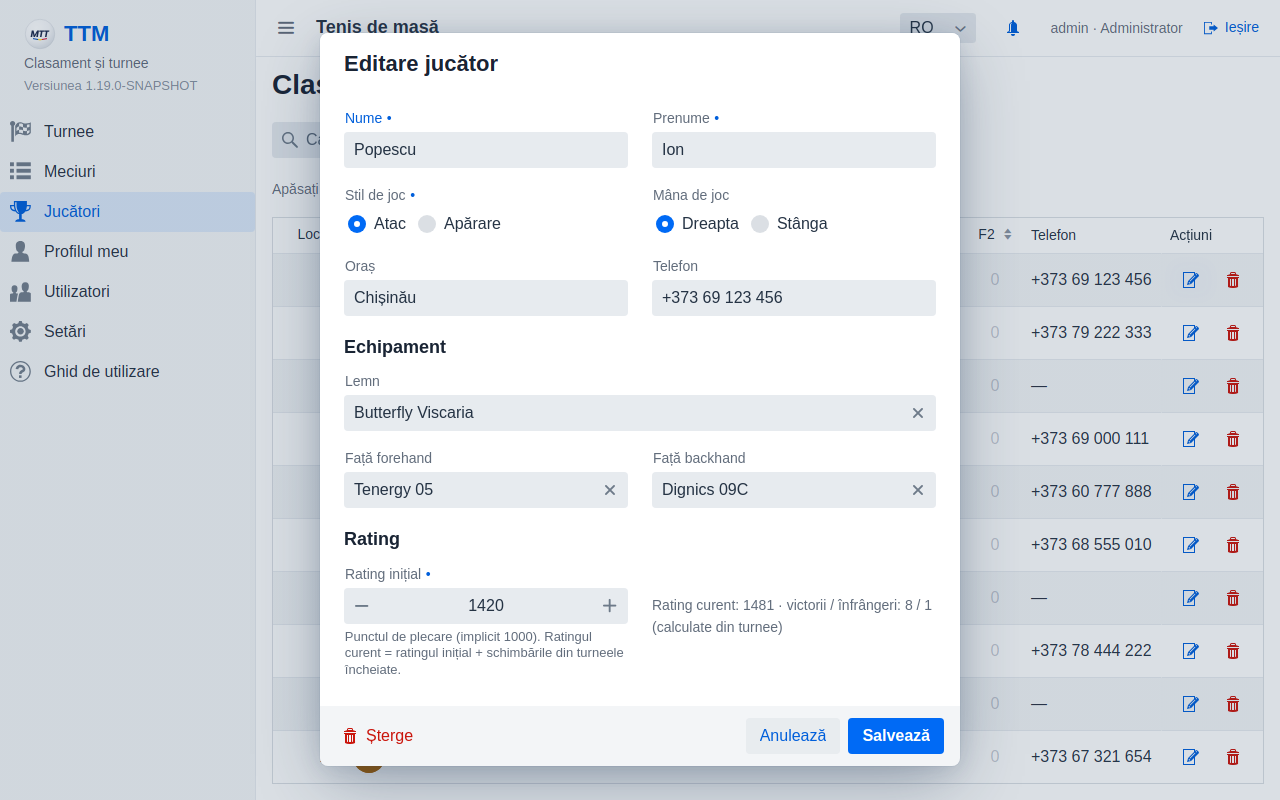 MTT
TTM
Clasament și turnee
Versiunea 1.19.0-SNAPSHOT
Turnee
Meciuri
Jucători
Profilul meu
Utilizatori
Setări
Ghid de utilizare
Tenis de masă
RO
admin · Administrator
Ieșire
Apăsați
F2
Telefon
Acțiuni
0
+373 69 123 456
0
+373 79 222 333
0
—
0
+373 69 000 111
0
+373 60 777 888
0
+373 68 555 010
0
—
0
+373 78 444 222
0
—
0
+373 67 321 654
Editare jucător
Nume •
Prenume •
Popescu
Ion
Stil de joc •
Mâna de joc
Atac
Apărare
Dreapta
Stânga
Oraș
Telefon
Chișinău
+373 69 123 456
Echipament
Lemn
Butterfly Viscaria
Față forehand
Față backhand
Tenergy 05
Dignics 09C
Rating
Rating inițial •
1420
Punctul de plecare (implicit 1000). Ratingul
curent = ratingul inițial + schimbările din turneele
încheiate.
Rating curent: 1481 · victorii / înfrângeri: 8 / 1
(calculate din turnee)
Șterge
Anulează
Salvează